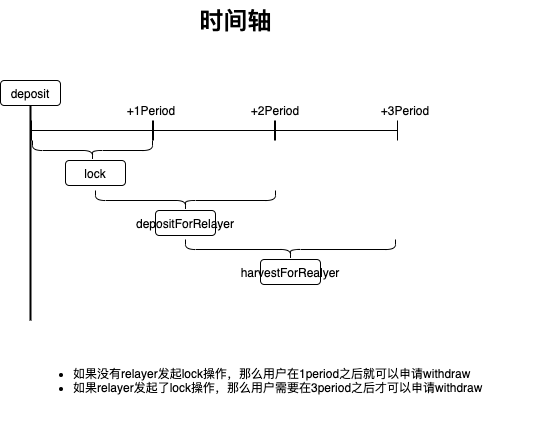 时间轴
deposit
+1Period
+2Period
+3Period
lock
depositForRelayer
harvestForRealyer
如果没有relayer发起lock操作，那么用户在1period之后就可以申请withdraw
如果relayer发起了lock操作，那么用户需要在3period之后才可以申请withdraw